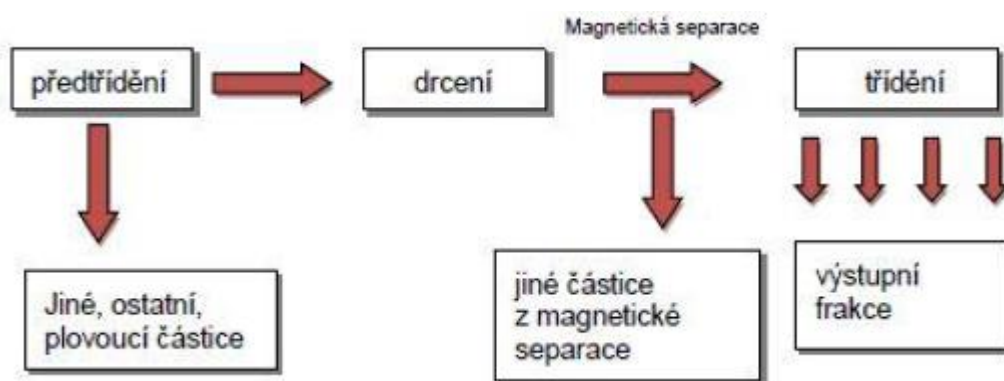 Magnetická separace
předtřídění
drcení
třídění
Jiné, ostatní,
plovoucí částice
jiné částice
z magnetické
separace
výstupní
frakce